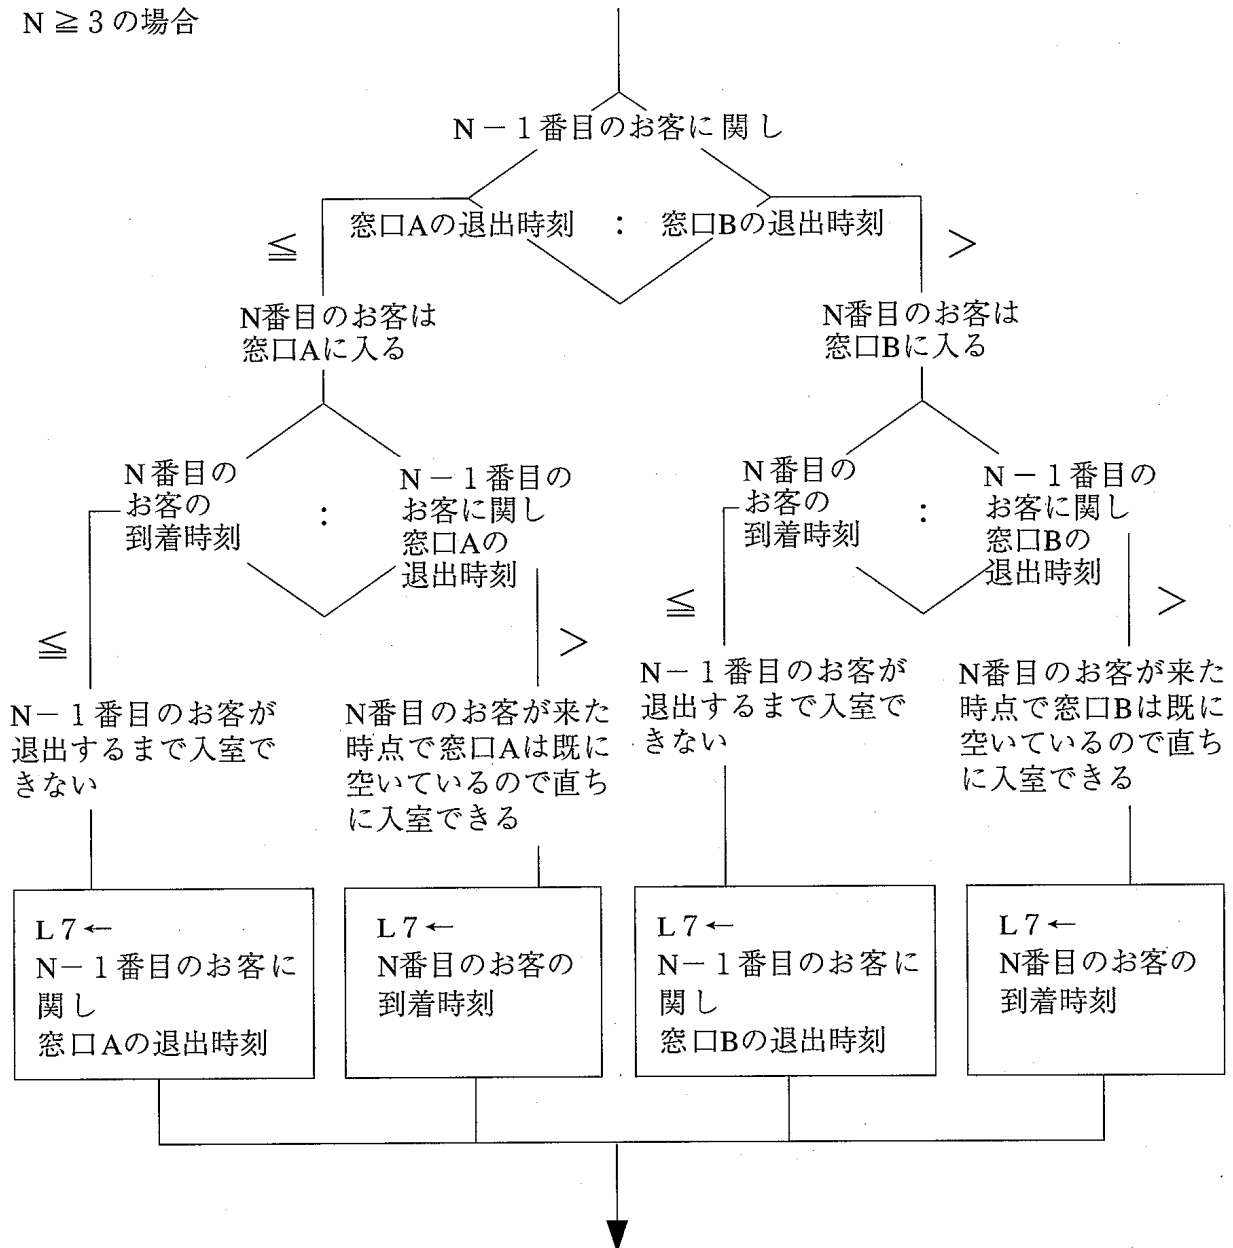 N ≧ 3 の場合
N－1番目のお客に関し
窓口Aの退出時刻 ： 窓口Bの退出時刻
≦
＞
N番目のお客は
窓口Aに入る
N番目のお客は
窓口Bに入る
N番目の
お客の
到着時刻
：
N－1番目の
お客に関し
窓口Aの
退出時刻
N番目の
お客の
到着時刻
：
N－1番目の
お客に関し
窓口Bの
退出時刻
≦
＞
≦
＞
N－1番目のお客が
退出するまで入室で
きない
N番目のお客が来た
時点で窓口Aは既に
空いているので直ち
に入室できる
N－1番目のお客が
退出するまで入室で
きない
N番目のお客が来た
時点で窓口Bは既に
空いているので直ち
に入室できる
L7←
N－1番目のお客に
関し
窓口Aの退出時刻
L7←
N番目のお客の
到着時刻
L7←
N－1番目のお客に
関し
窓口Bの退出時刻
L7←
N番目のお客の
到着時刻